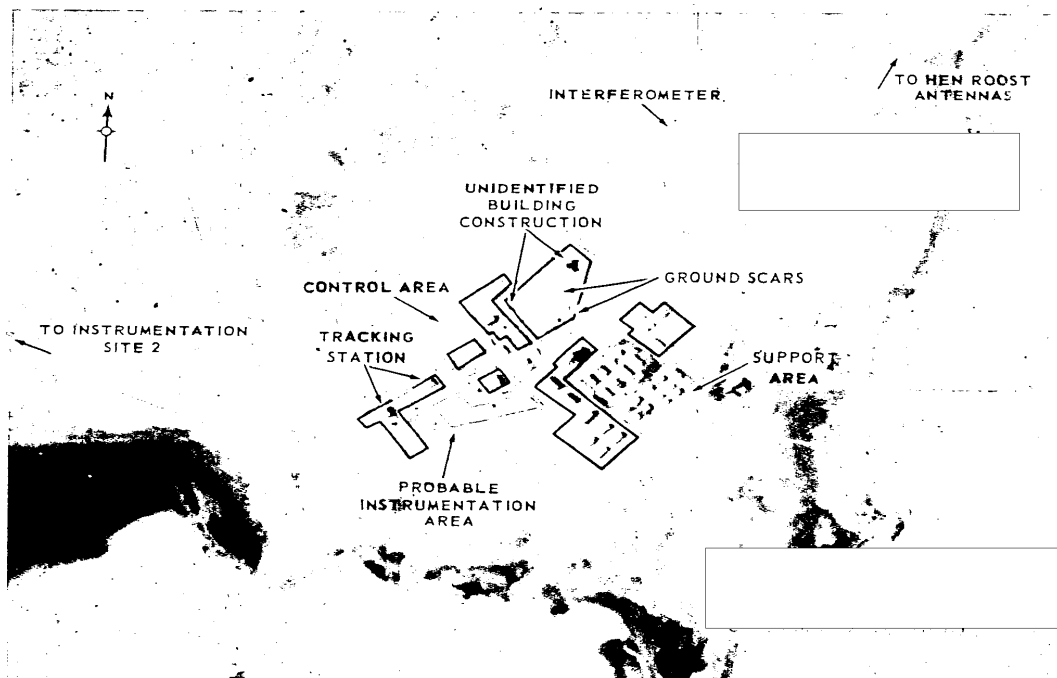 TO HEN ROOST
ANTENNAS
INTERFEROMETER
N
UNIDENTIFIED
BUILDING
CONSTRUCTION
GROUND SCARS
CONTROL AREA
TO INSTRUMENTATION
SITE 2
TRACKING
STATION
SUPPORT
AREA
PROBABLE
INSTRUMENTATION
AREA